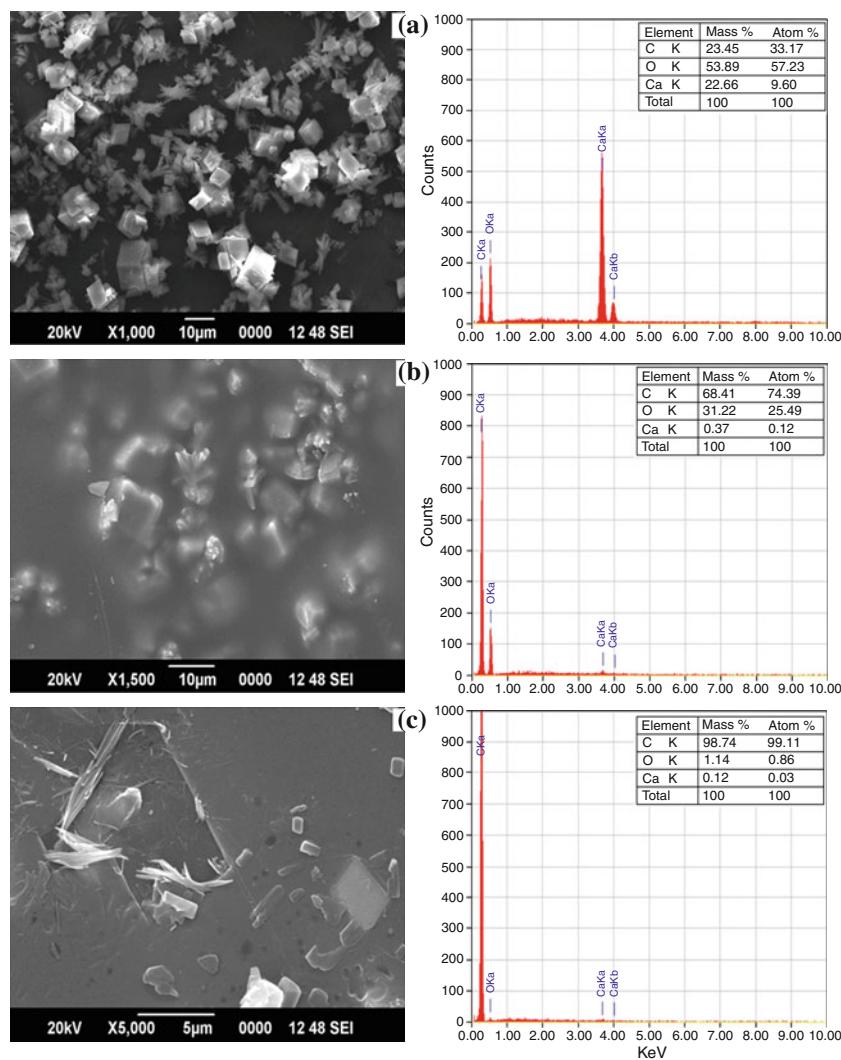 (a)
20kV X1,000 10µm 0000 12 48 SEI
1000
900
800
700
600
500
400
300
200
100
0
Counts
CKa
OKa
CaKa
CaKb
Element Mass % Atom %
C K 23.45 33.17
O K 53.89 57.23
Ca K 22.66 9.60
Total 100 100
0.00 1.00 2.00 3.00 4.00 5.00 6.00 7.00 8.00 9.00 10.00
(b)
20kV X1,500 10µm 0000 12 48 SEI
1000
900
800
700
600
500
400
300
200
100
0
Counts
CKa
OKa
CaKa
CaKb
Element Mass % Atom %
C K 68.41 74.39
O K 31.22 25.49
Ca K 0.37 0.12
Total 100 100
0.00 1.00 2.00 3.00 4.00 5.00 6.00 7.00 8.00 9.00 10.00
(c)
20kV X5,000 5µm 0000 12 48 SEI
1000
900
800
700
600
500
400
300
200
100
0
CKa
OKa
CaKa
CaKb
Element Mass % Atom %
C K 98.74 99.11
O K 1.14 0.86
Ca K 0.12 0.03
Total 100 100
0.00 1.00 2.00 3.00 4.00 5.00 6.00 7.00 8.00 9.00 10.00
KeV